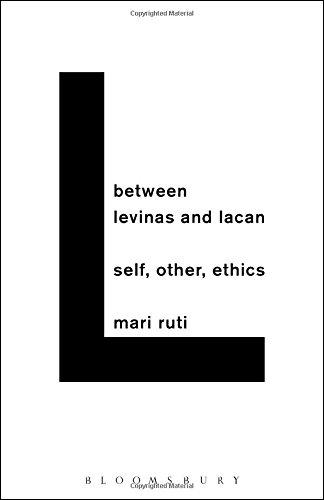 Copyrighted material
L
between
levinas and lacan
self, other, ethics
mari ruti
BLOOMSBURY
Copyrighted material